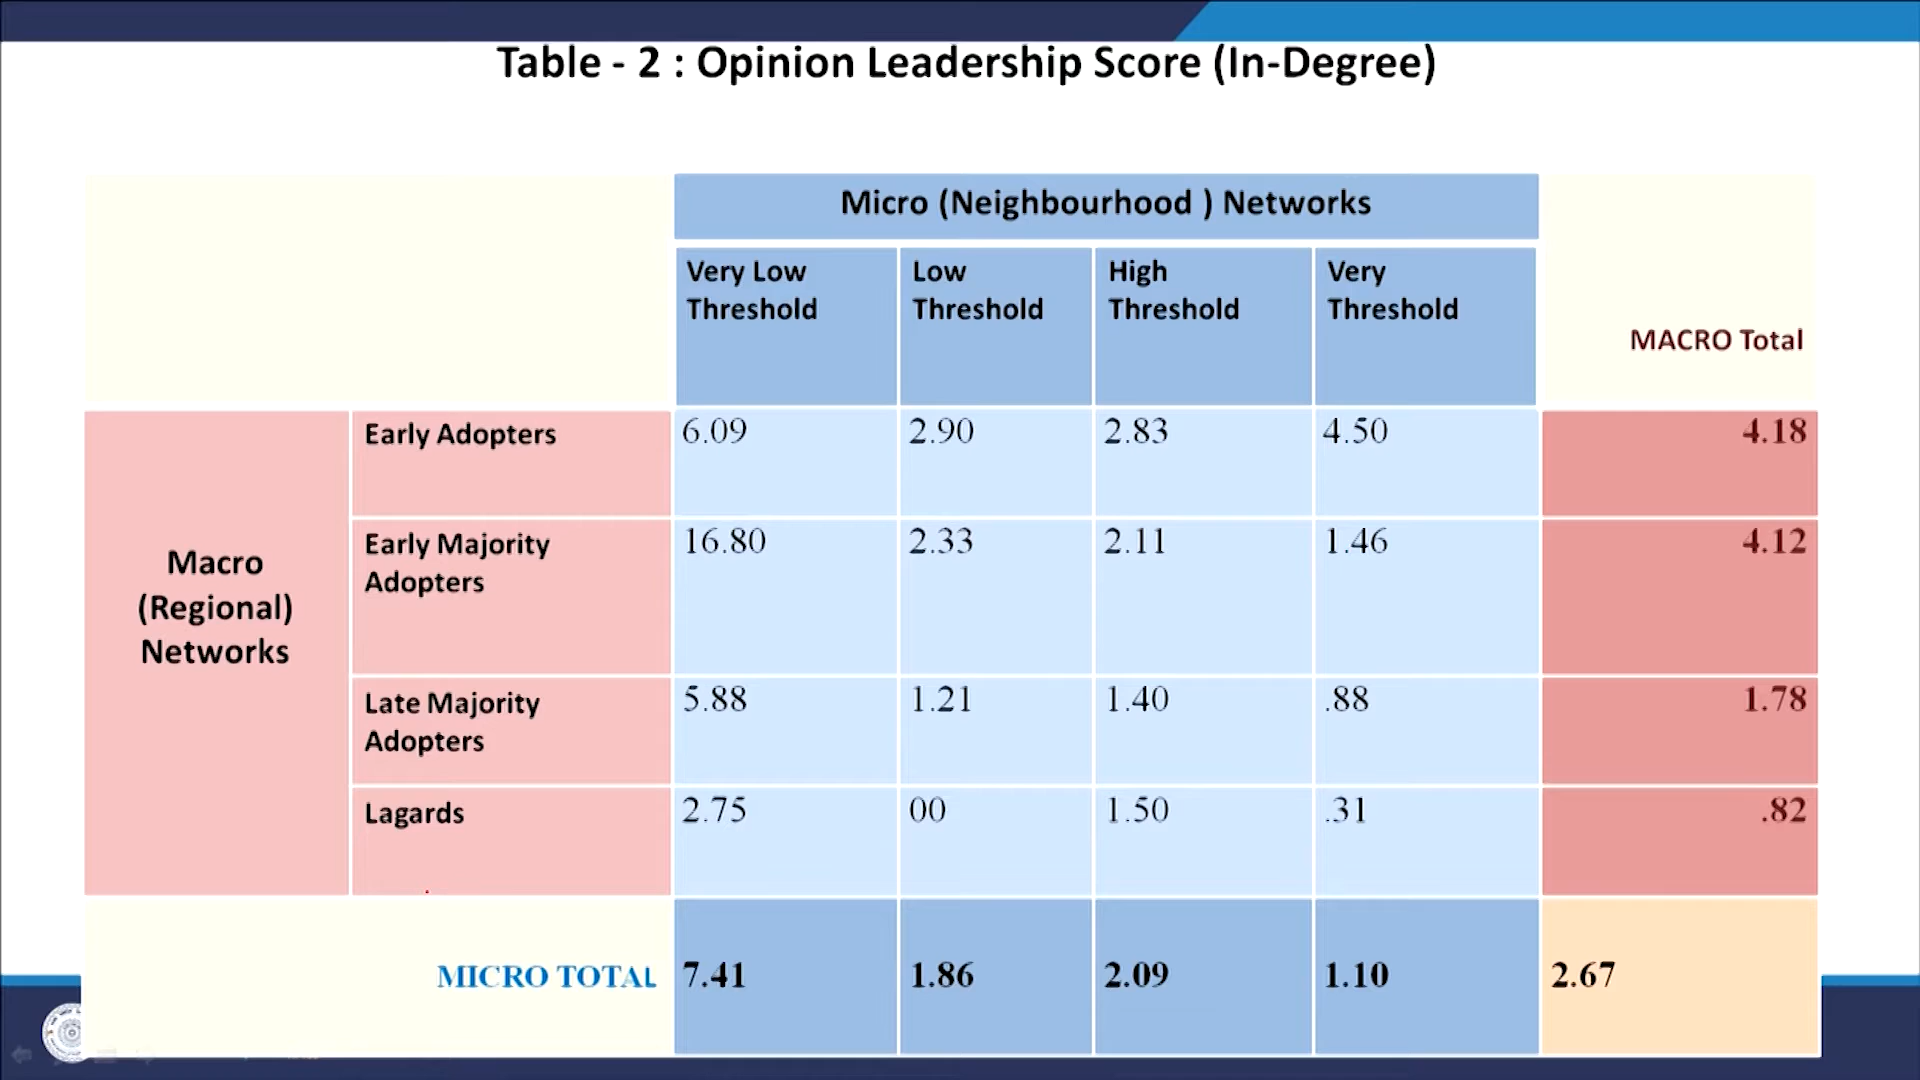 Table - 2 : Opinion Leadership Score (In-Degree)
Micro (Neighbourhood ) Networks
Very Low
Threshold
Low
Threshold
High
Threshold
Very
Threshold
MACRO Total
Macro
(Regional)
Networks
Early Adopters
6.09
2.90
2.83
4.50
4.18
Early Majority
Adopters
16.80
2.33
2.11
1.46
4.12
Late Majority
Adopters
5.88
1.21
1.40
.88
1.78
Lagards
2.75
00
1.50
.31
.82
MICRO TOTAL
7.41
1.86
2.09
1.10
2.67